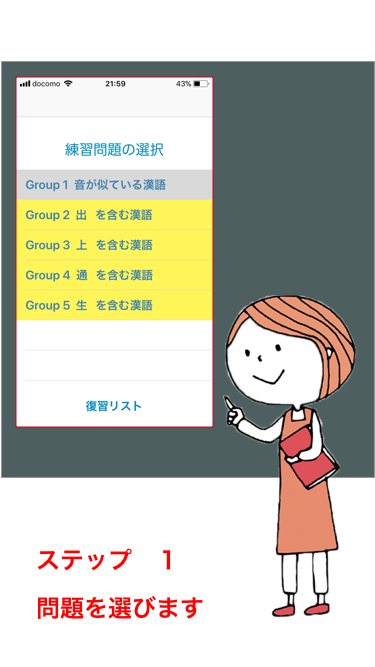 docomo 21:59 43%
練習問題の選択
Group 1 音が似ている漢語
Group 2 出 を含む漢語
Group 3 上 を含む漢語
Group 4 通 を含む漢語
Group 5 生 を含む漢語
復習リスト
ステップ 1
問題を選びます